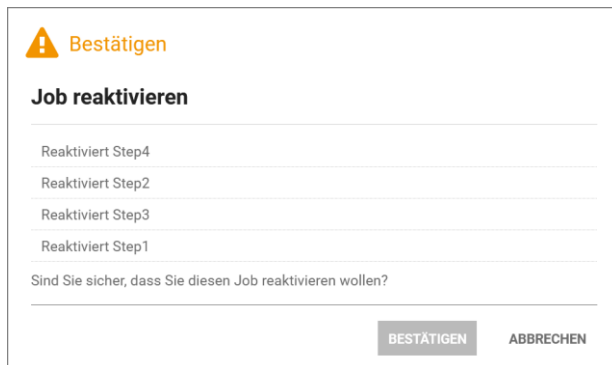 Bestätigen
Job reaktivieren
Reaktiviert Step4
Reaktiviert Step2
Reaktiviert Step3
Reaktiviert Step1
Sind Sie sicher, dass Sie diesen Job reaktivieren wollen?
BESTÄTIGEN ABBRECHEN